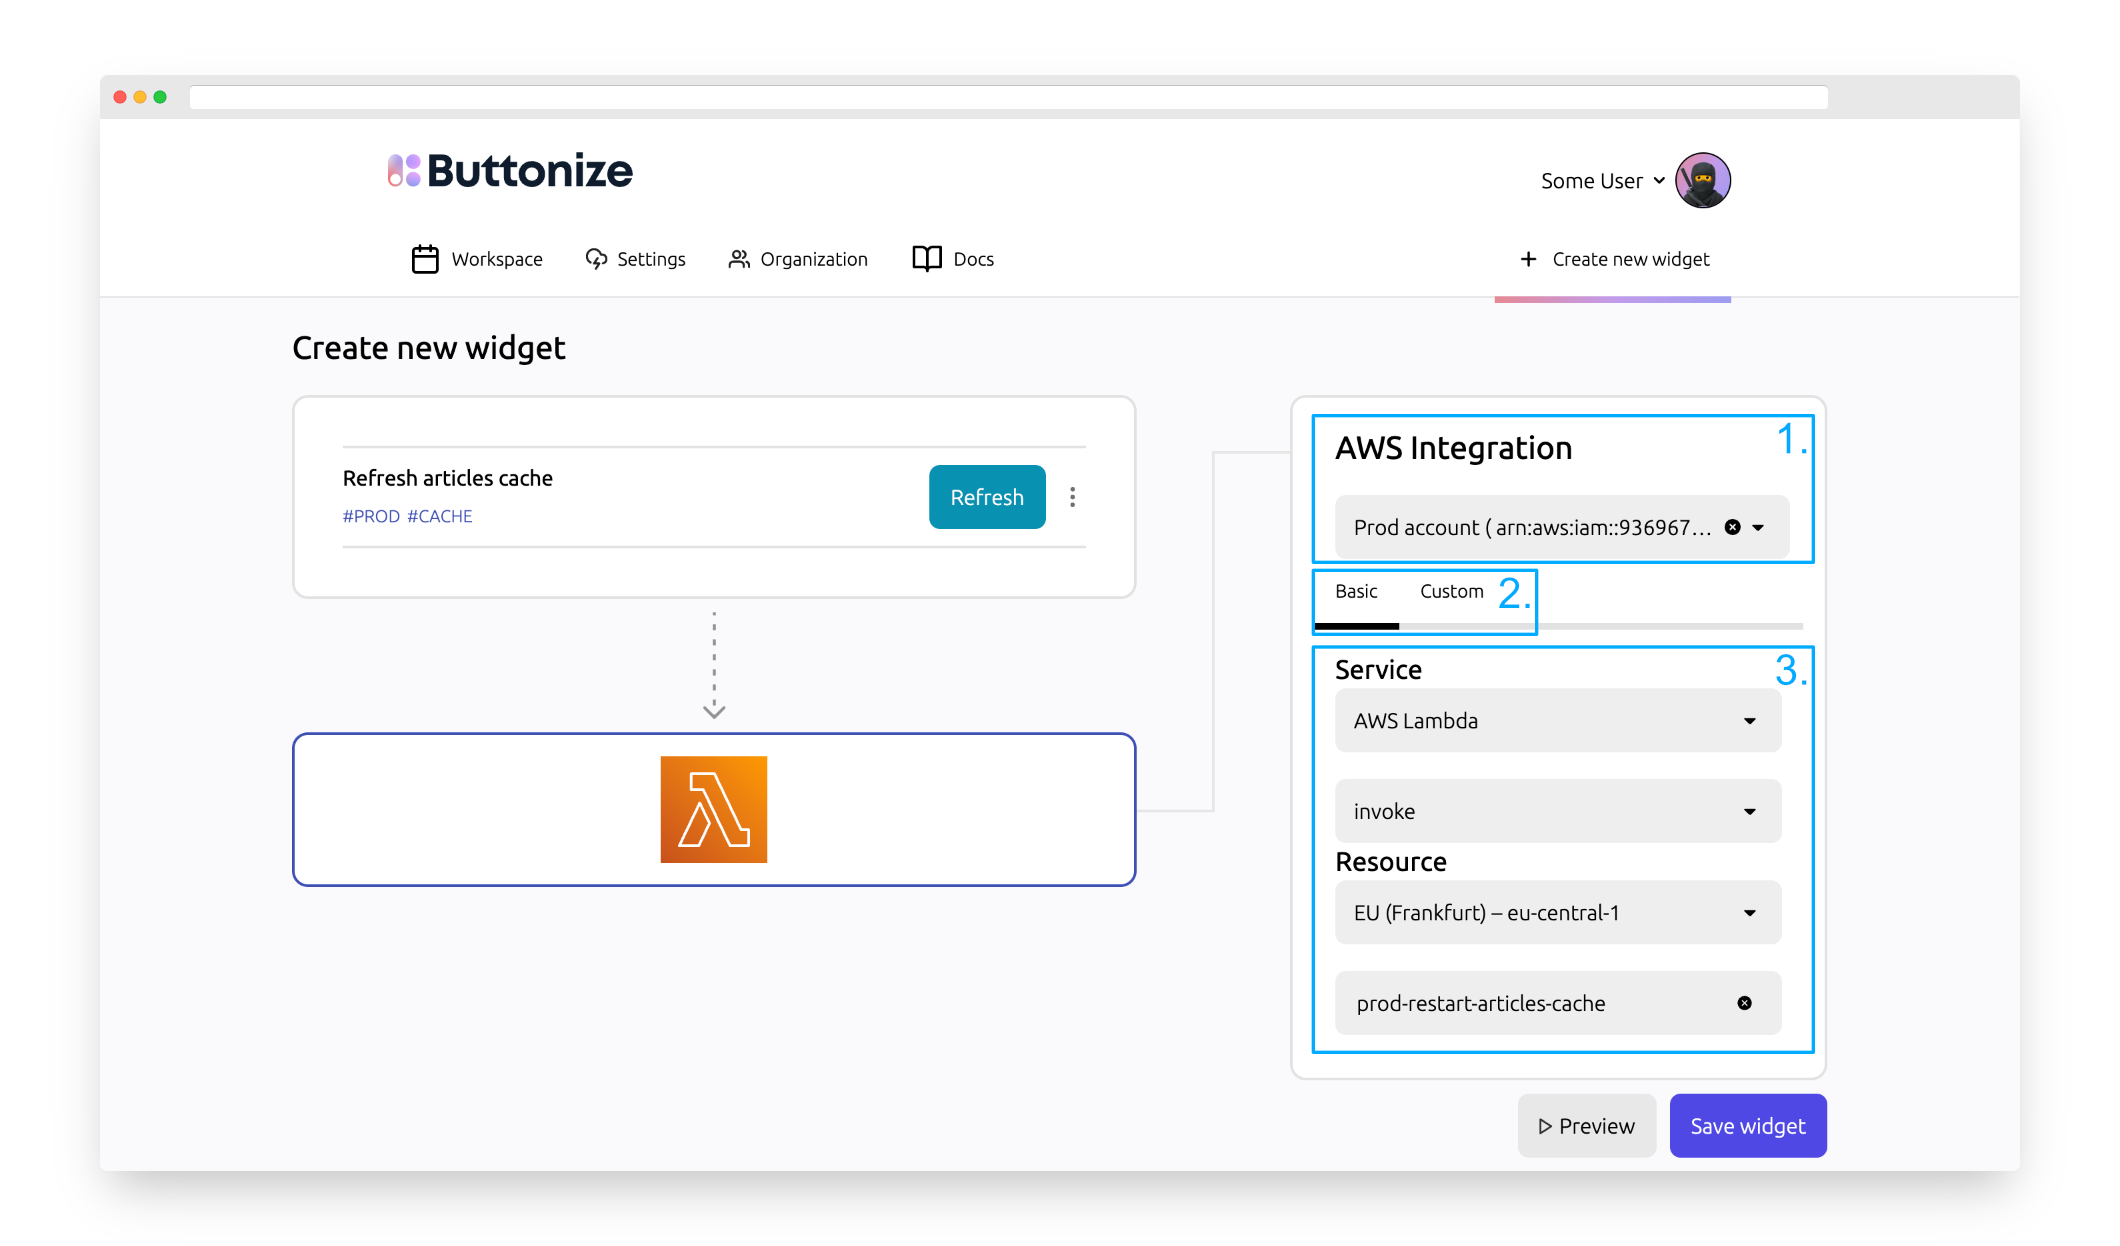 Buttonize
Some User
Workspace
Settings
Organization
Docs
+ Create new widget
Create new widget
Refresh articles cache
#PROD #CACHE
Refresh
AWS Integration
1.
Prod account ( arn:aws:iam::936967...
Basic
Custom
2.
Service
3.
AWS Lambda
invoke
Resource
EU (Frankfurt) – eu-central-1
prod-restart-articles-cache
Preview
Save widget